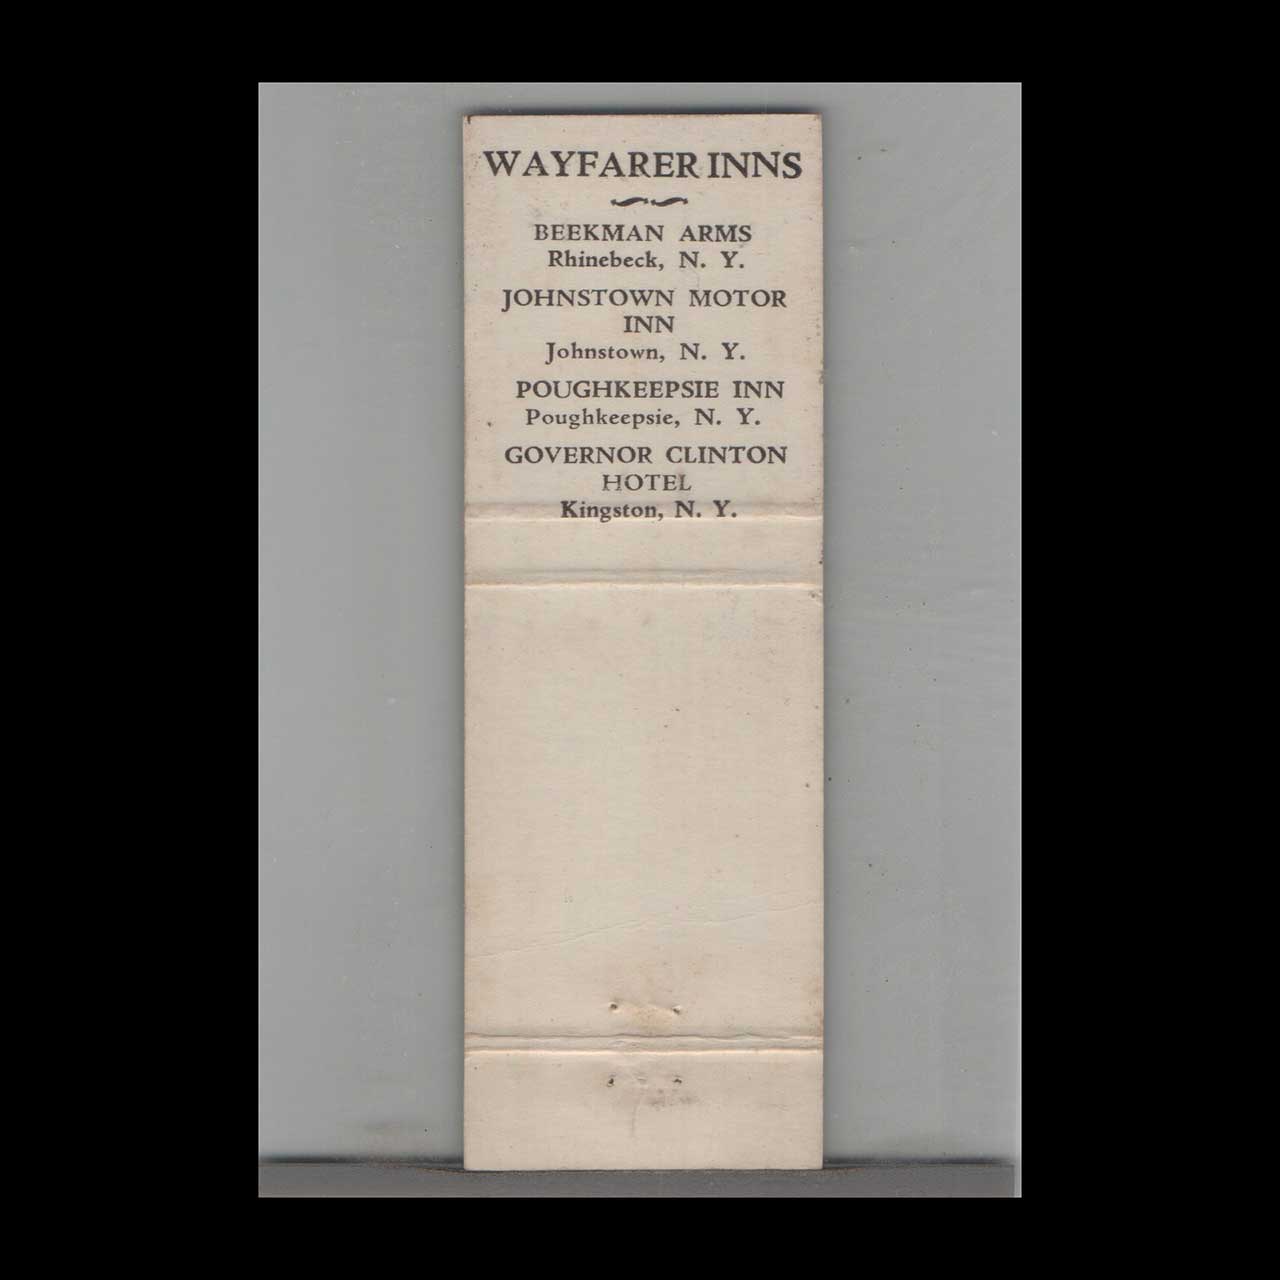 WAYFARER INNS
BEEKMAN ARMS
Rhinebeck, N. Y.
JOHNSTOWN MOTOR
INN
Johnstown, N. Y.
POUGHKEEPSIE INN
Poughkeepsie, N. Y.
GOVERNOR CLINTON
HOTEL
Kingston, N. Y.